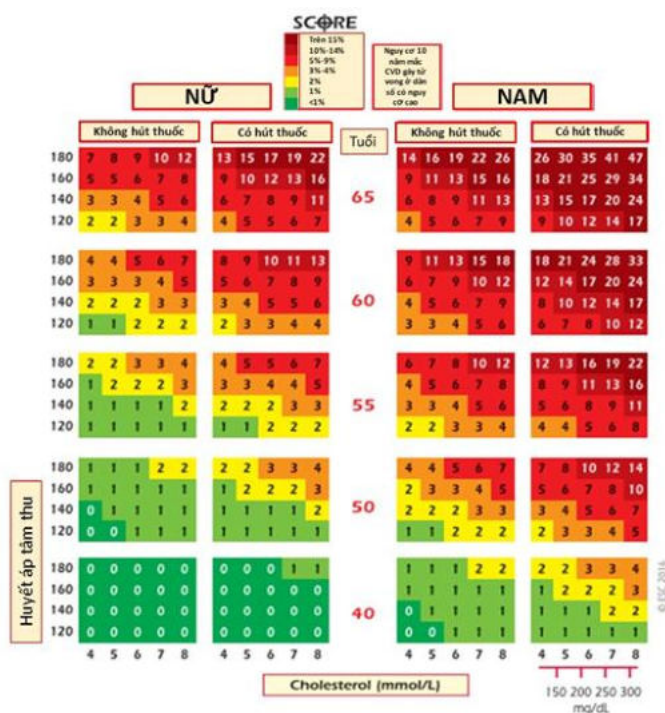 SCORE
Trên 15%
10%-14%
5%-9%
3%-4%
2%
1%
<1%
Nguy cơ 10
năm mắc
CVD gây tử
vong ở dân
số có nguy
cơ cao
NỮ
NAM
Không hút thuốc
Có hút thuốc
Tuổi
Không hút thuốc
Có hút thuốc
180 7 8 9 10 12 13 15 17 19 22 14 16 19 22 26 26 30 35 41 47
160 5 5 6 7 8 9 10 12 13 16 9 11 13 15 16 18 21 25 29 34
65
140 3 3 4 5 6 6 7 8 9 11 6 8 9 11 13 13 15 17 20 24
120 2 2 3 3 4 4 5 5 6 7 4 5 6 7 9 9 10 12 14 17
180 4 4 5 6 7 8 9 10 11 13 9 11 13 15 18 18 21 24 28 33
160 3 3 3 4 5 5 6 7 8 9 6 7 9 10 12 12 14 17 20 24
60
140 2 2 2 3 3 3 4 5 5 6 4 5 6 7 9 8 10 12 14 17
120 1 1 2 2 2 2 3 3 4 4 3 3 4 5 6 6 7 8 10 12
180 2 2 3 3 4 4 5 5 6 7 6 7 8 10 12 12 13 16 19 22
160 1 2 2 2 3 3 3 4 4 5 4 5 6 7 8 8 9 11 13 16
55
140 1 1 1 1 2 2 2 2 3 3 3 3 4 5 6 5 6 8 9 11
120 1 1 1 1 1 1 1 2 2 2 2 2 3 3 4 4 4 5 6 8
180 1 1 1 2 2 2 2 3 3 4 4 4 5 6 7 7 8 10 12 14
160 1 1 1 1 1 1 2 2 2 3 2 3 3 4 5 5 6 7 8 10
50
140 0 1 1 1 1 1 1 1 1 2 2 2 2 3 3 3 4 5 6 7
120 0 0 1 1 1 1 1 1 1 1 1 1 2 2 2 2 3 3 4 5
180 0 0 0 0 0 0 0 0 1 1 1 1 1 2 2 2 2 3 3 4
160 0 0 0 0 0 0 0 0 0 0 1 1 1 1 1 1 2 2 2 3
40
140 0 0 0 0 0 0 0 0 0 0 0 1 1 1 1 1 1 1 2 2
120 0 0 0 0 0 0 0 0 0 0 0 0 1 1 1 1 1 1 1 1
4 5 6 7 8 4 5 6 7 8 4 5 6 7 8 4 5 6 7 8
Huyết áp tâm thu
Cholesterol (mmol/L)
150 200 250 300
mg/dL
© ESC 2016